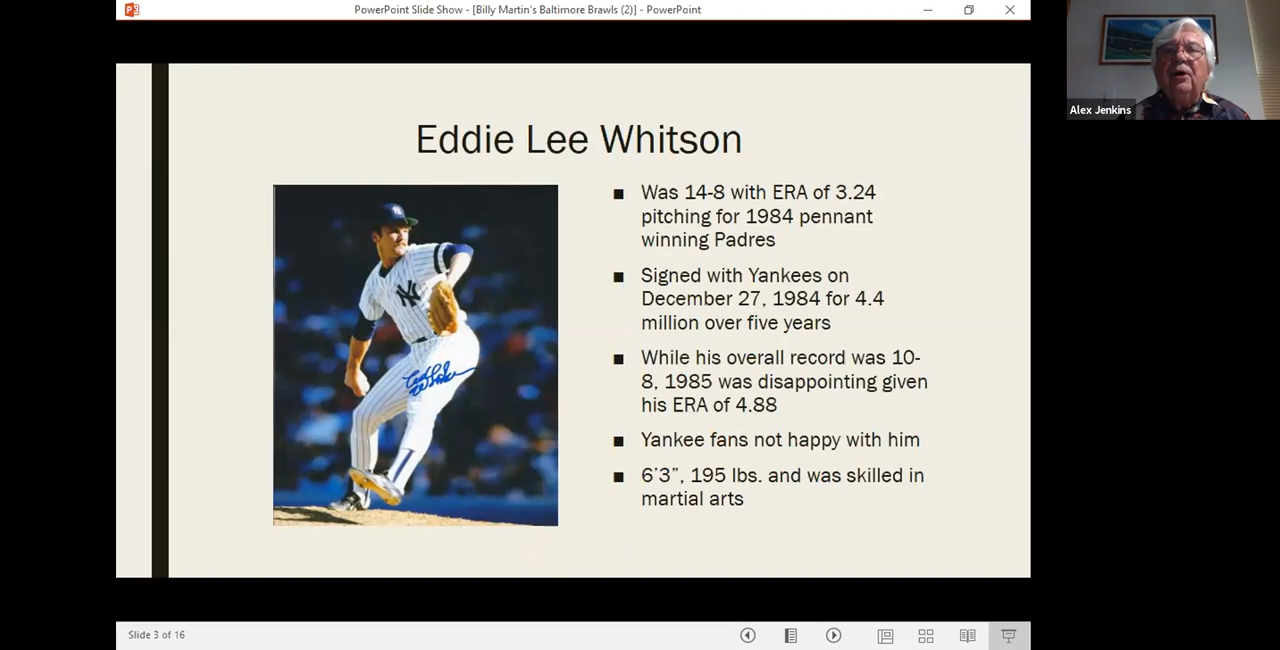 PowerPoint Slide Show - [Billy Martin's Baltimore Brawls (2)] - PowerPoint
Alex Jenkins
Eddie Lee Whitson
■ Was 14-8 with ERA of 3.24
pitching for 1984 pennant
winning Padres
■ Signed with Yankees on
December 27, 1984 for 4.4
million over five years
■ While his overall record was 10-
8, 1985 was disappointing given
his ERA of 4.88
■ Yankee fans not happy with him
■ 6’3”, 195 lbs. and was skilled in
martial arts
NY
Slide 3 of 16